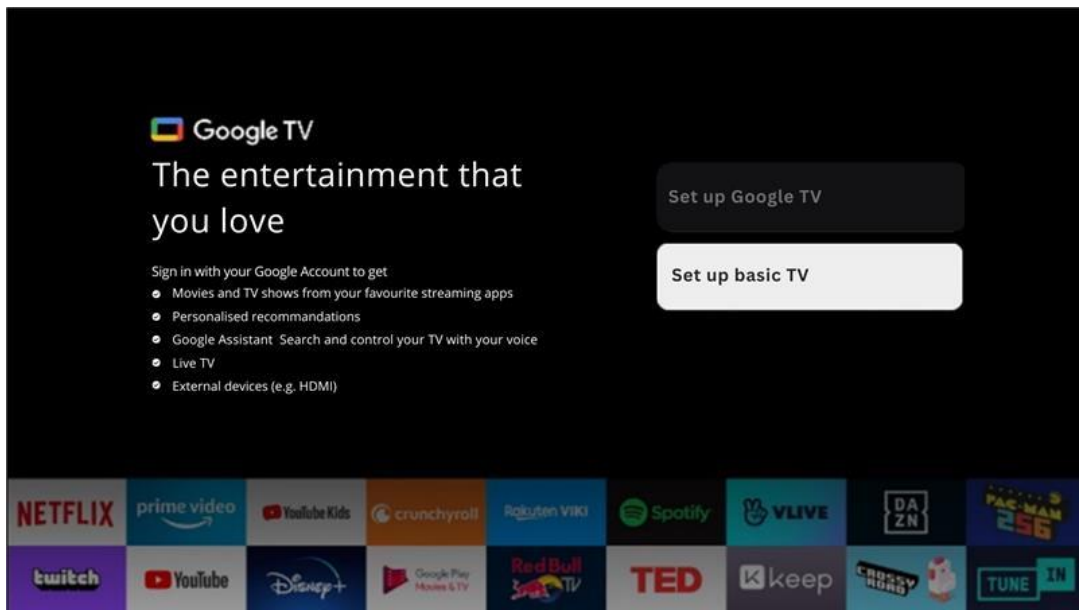 Google TV
The entertainment that
you love
Sign in with your Google Account to get
Movies and TV shows from your favourite streaming apps
Personalised recommandations
Google Assistant Search and control your TV with your voice
Live TV
External devices (e.g. HDMI)
Set up Google TV
Set up basic TV
NETFLIX prime video YouTube Kids crunchyroll Rakuten VIKI Spotify VLIVE DAZN PAC-MAN 256
twitch YouTube Disney+ Google Play Movies & TV Red Bull TV TED keep CROSSY ROAD TUNE IN